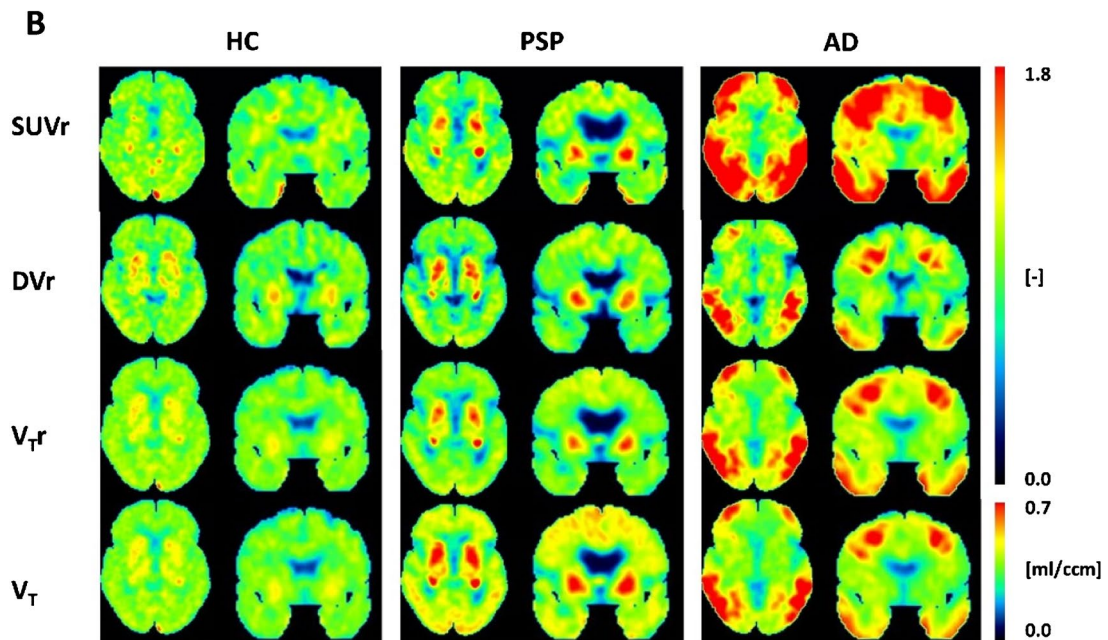 B
HC PSP AD
SUVr
DVr
VTr
VT
1.8
[-]
0.0
0.7
[ml/ccm]
0.0